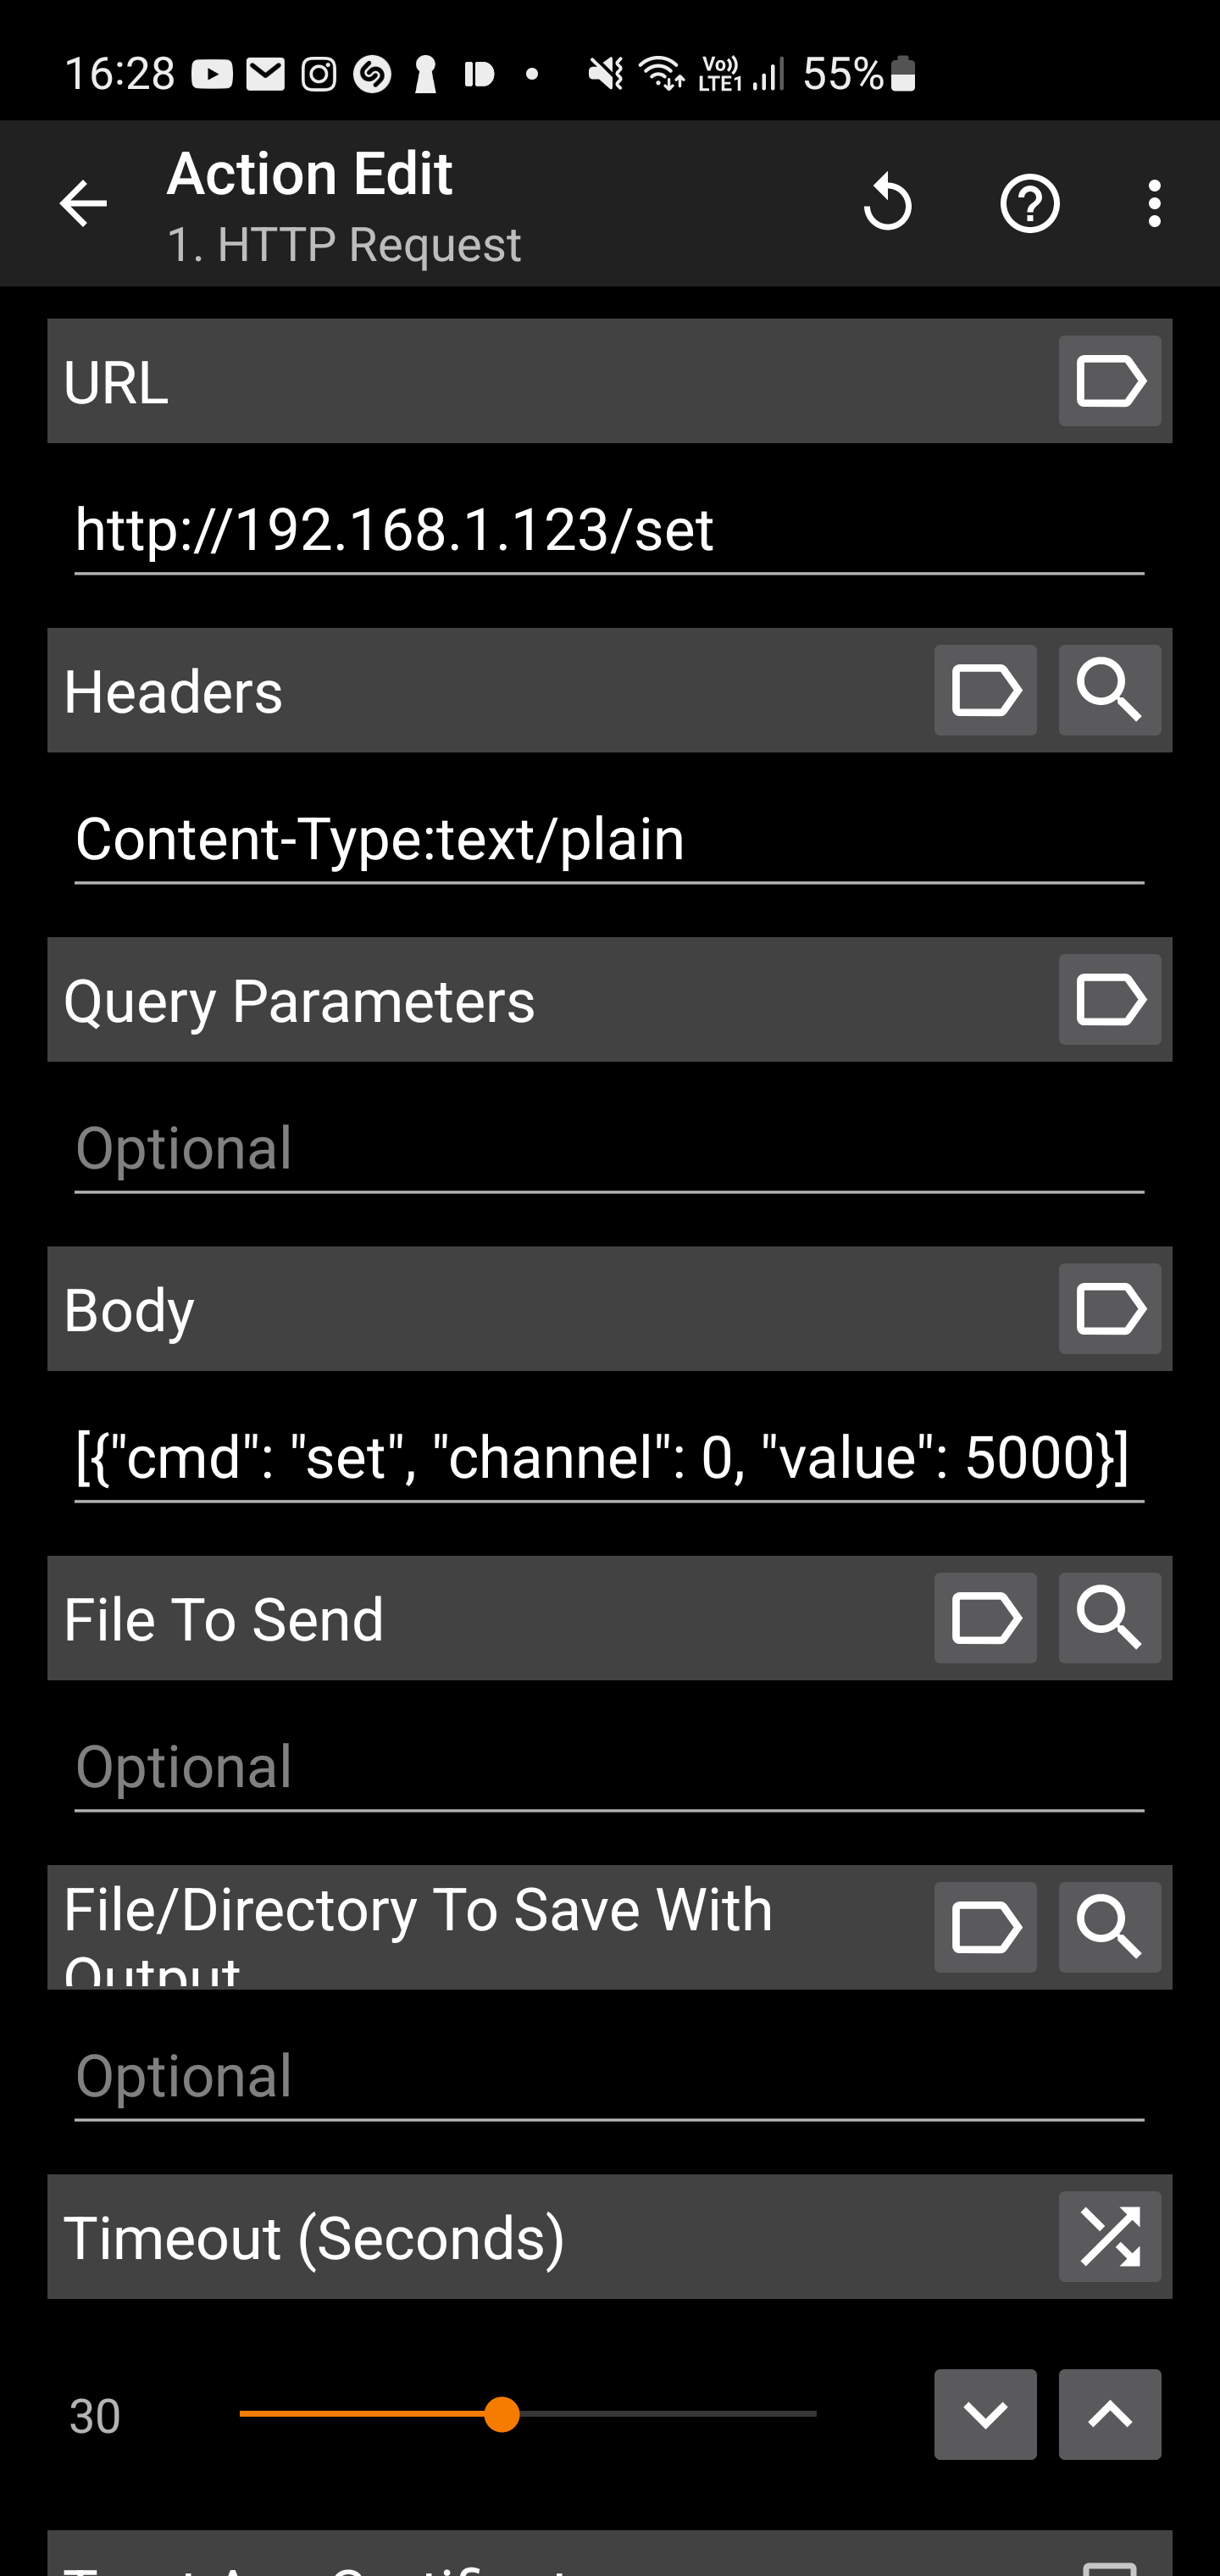 16:28
Vo)) LTE1
55%
Action Edit
1. HTTP Request
URL
http://192.168.1.123/set
Headers
Content-Type:text/plain
Query Parameters
Optional
Body
[{"cmd": "set", "channel": 0, "value": 5000}]
File To Send
Optional
File/Directory To Save With
Output
Optional
Timeout (Seconds)
30